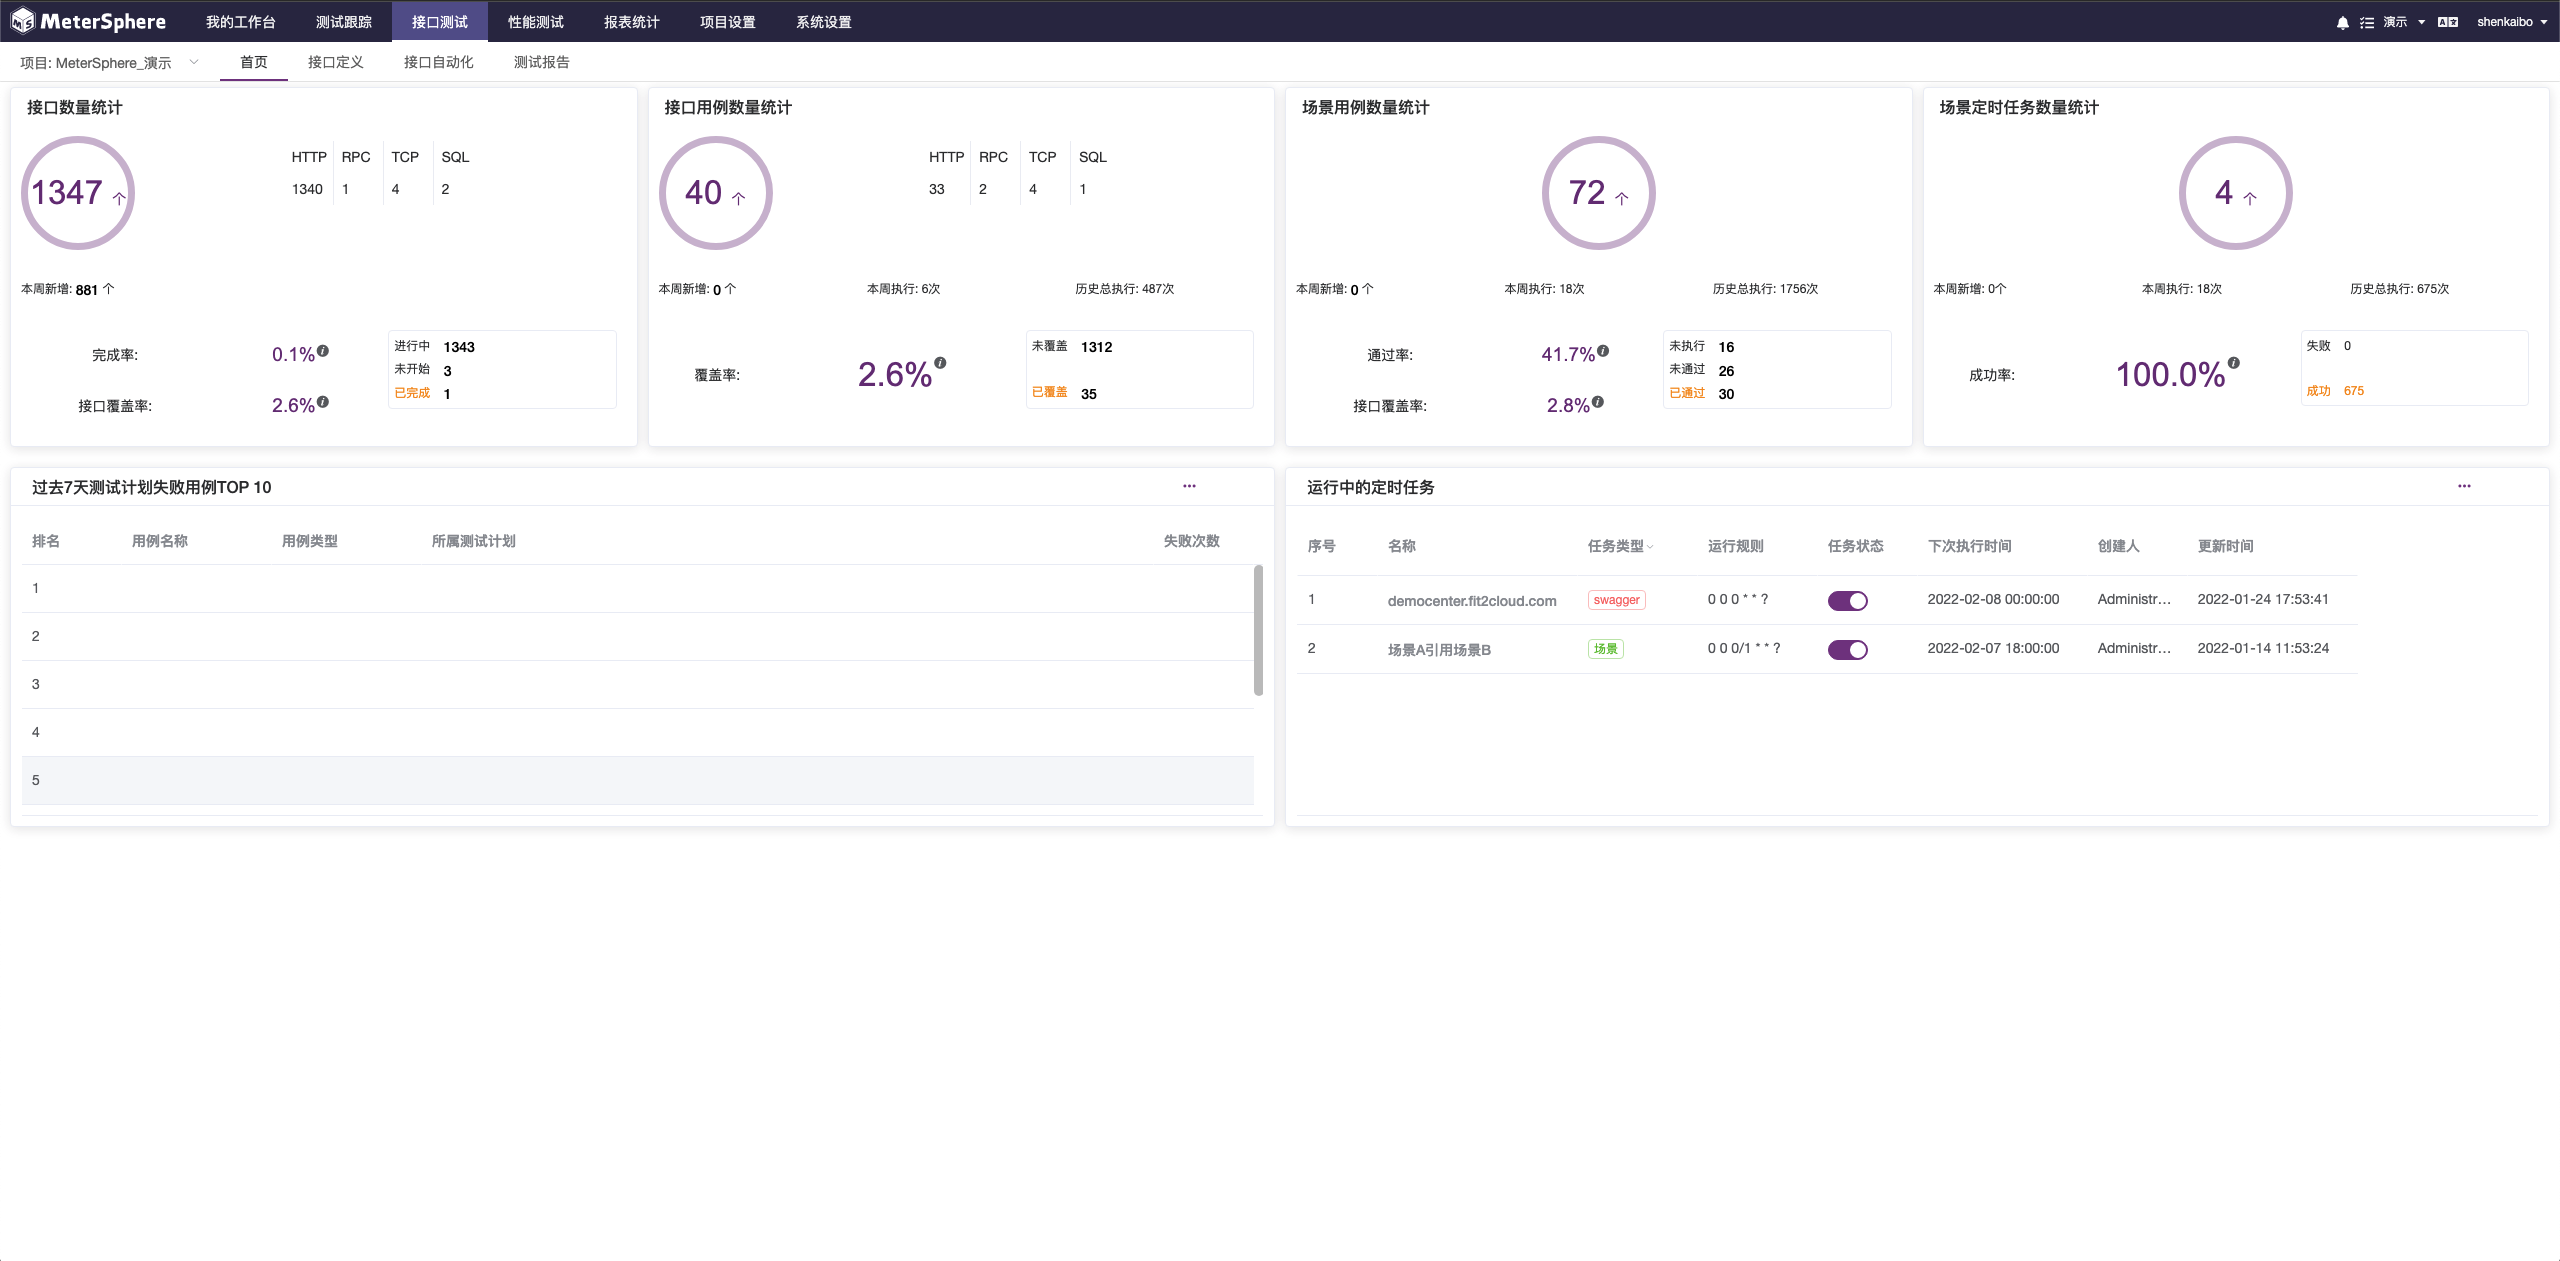 MeterSphere 我的工作台 测试跟踪 接口测试 性能测试 报表统计 项目设置 系统设置 演示 shenkaibo
项目: MeterSphere_演示 首页 接口定义 接口自动化 测试报告
接口数量统计
1347 个
HTTP RPC TCP SQL
1340 1 4 2
本周新增: 881 个
完成率: 0.1%
接口覆盖率: 2.6%
进行中 1343
未开始 3
已完成 1
接口用例数量统计
40 个
HTTP RPC TCP SQL
33 2 4 1
本周新增: 0 个 本周执行: 6次 历史总执行: 487次
覆盖率: 2.6%
未覆盖 1312
已覆盖 35
场景用例数量统计
72 个
本周新增: 0 个 本周执行: 18次 历史总执行: 1756次
通过率: 41.7%
接口覆盖率: 2.8%
未执行 16
未通过 26
已通过 30
场景定时任务数量统计
4 个
本周新增: 0个 本周执行: 18次 历史总执行: 675次
成功率: 100.0%
失败 0
成功 675
过去7天测试计划失败用例TOP 10
排名 用例名称 用例类型 所属测试计划 失败次数
1
2
3
4
5
运行中的定时任务
序号 名称 任务类型 运行规则 任务状态 下次执行时间 创建人 更新时间
1 democenter.fit2cloud.com swagger 0 0 0 * * ? 2022-02-08 00:00:00 Administr... 2022-01-24 17:53:41
2 场景A引用场景B 场景 0 0 0/1 * * ? 2022-02-07 18:00:00 Administr... 2022-01-14 11:53:24